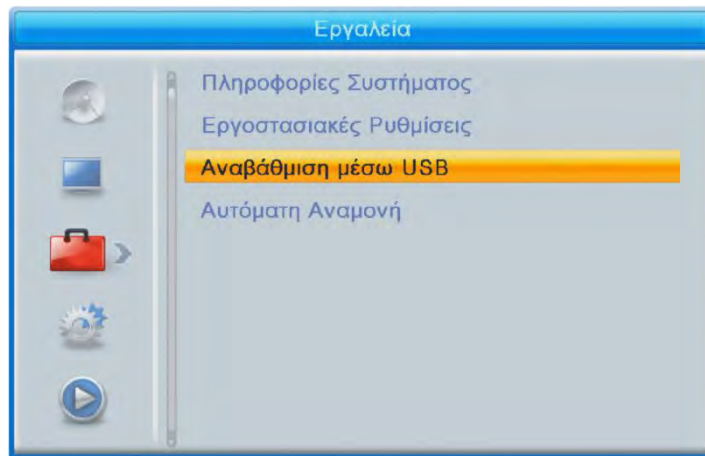 Εργαλεία
Πληροφορίες Συστήματος
Εργοστασιακές Ρυθμίσεις
Αναβάθμιση μέσω USB
Αυτόματη Αναμονή